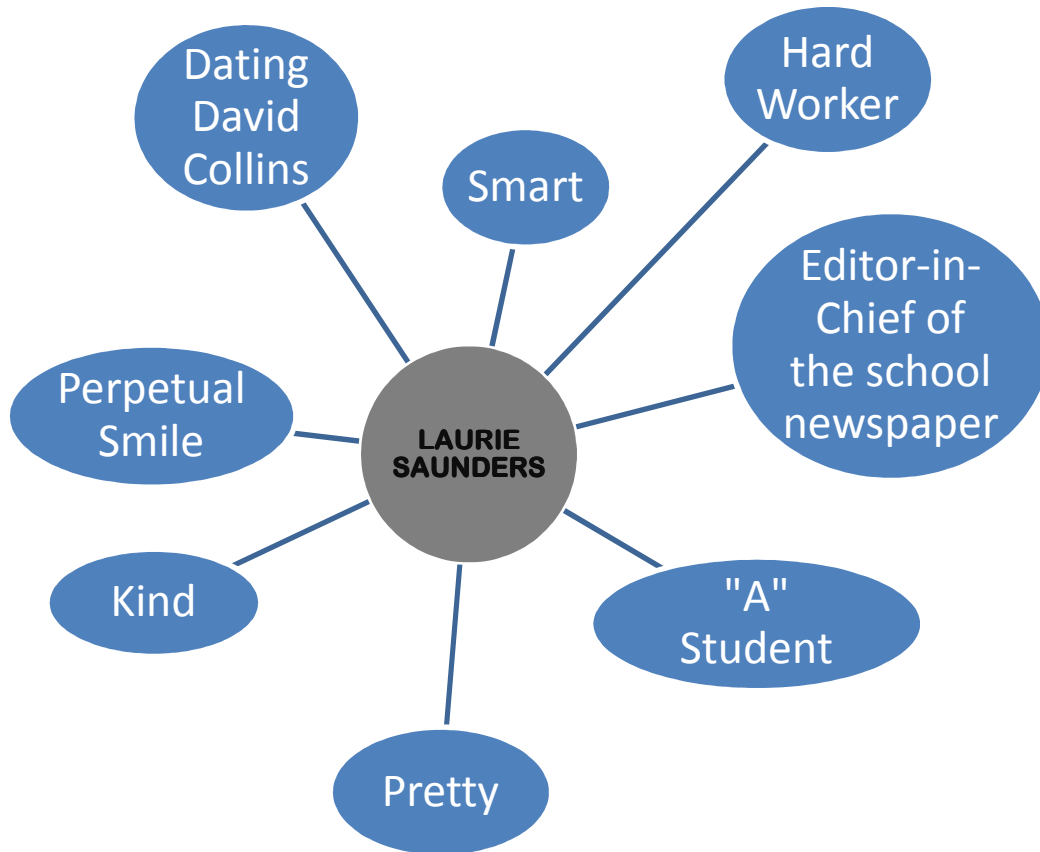 Dating
David
Collins
Hard
Worker
Smart
Editor-in-
Chief of
the school
newspaper
Perpetual
Smile
LAURIE
SAUNDERS
Kind
"A"
Student
Pretty